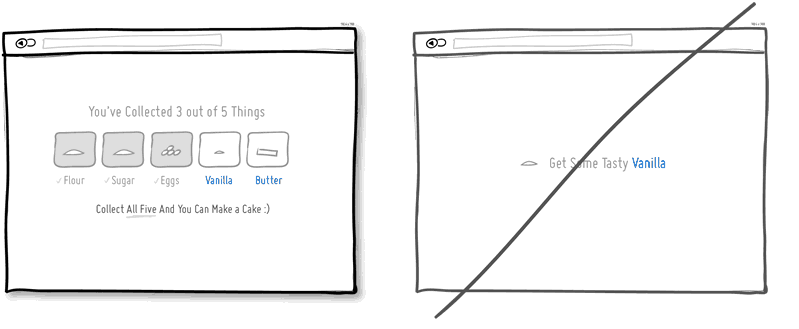 You've Collected 3 out of 5 Things
✓Flour ✓Sugar ✓Eggs Vanilla Butter
Collect All Five And You Can Make a Cake :)
Get Some Tasty Vanilla